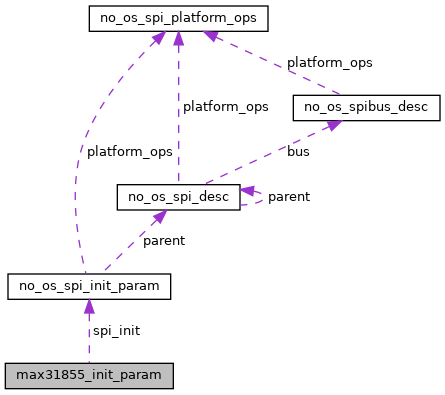 no_os_spi_platform_ops
platform_ops
no_os_spibus_desc
platform_ops
platform_ops
bus
no_os_spi_desc
parent
parent
no_os_spi_init_param
spi_init
max31855_init_param